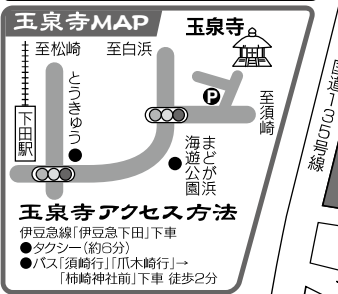 玉泉寺MAP
玉泉寺
至松崎
至白浜
とうきゅう
下田駅
P
至須崎
まどが浜
海遊公園
国道135号線
玉泉寺アクセス方法
伊豆急線「伊豆急下田」下車
●タクシー(約6分)
●バス「須崎行」「爪木崎行」→
「柿崎神社前」下車 徒歩2分